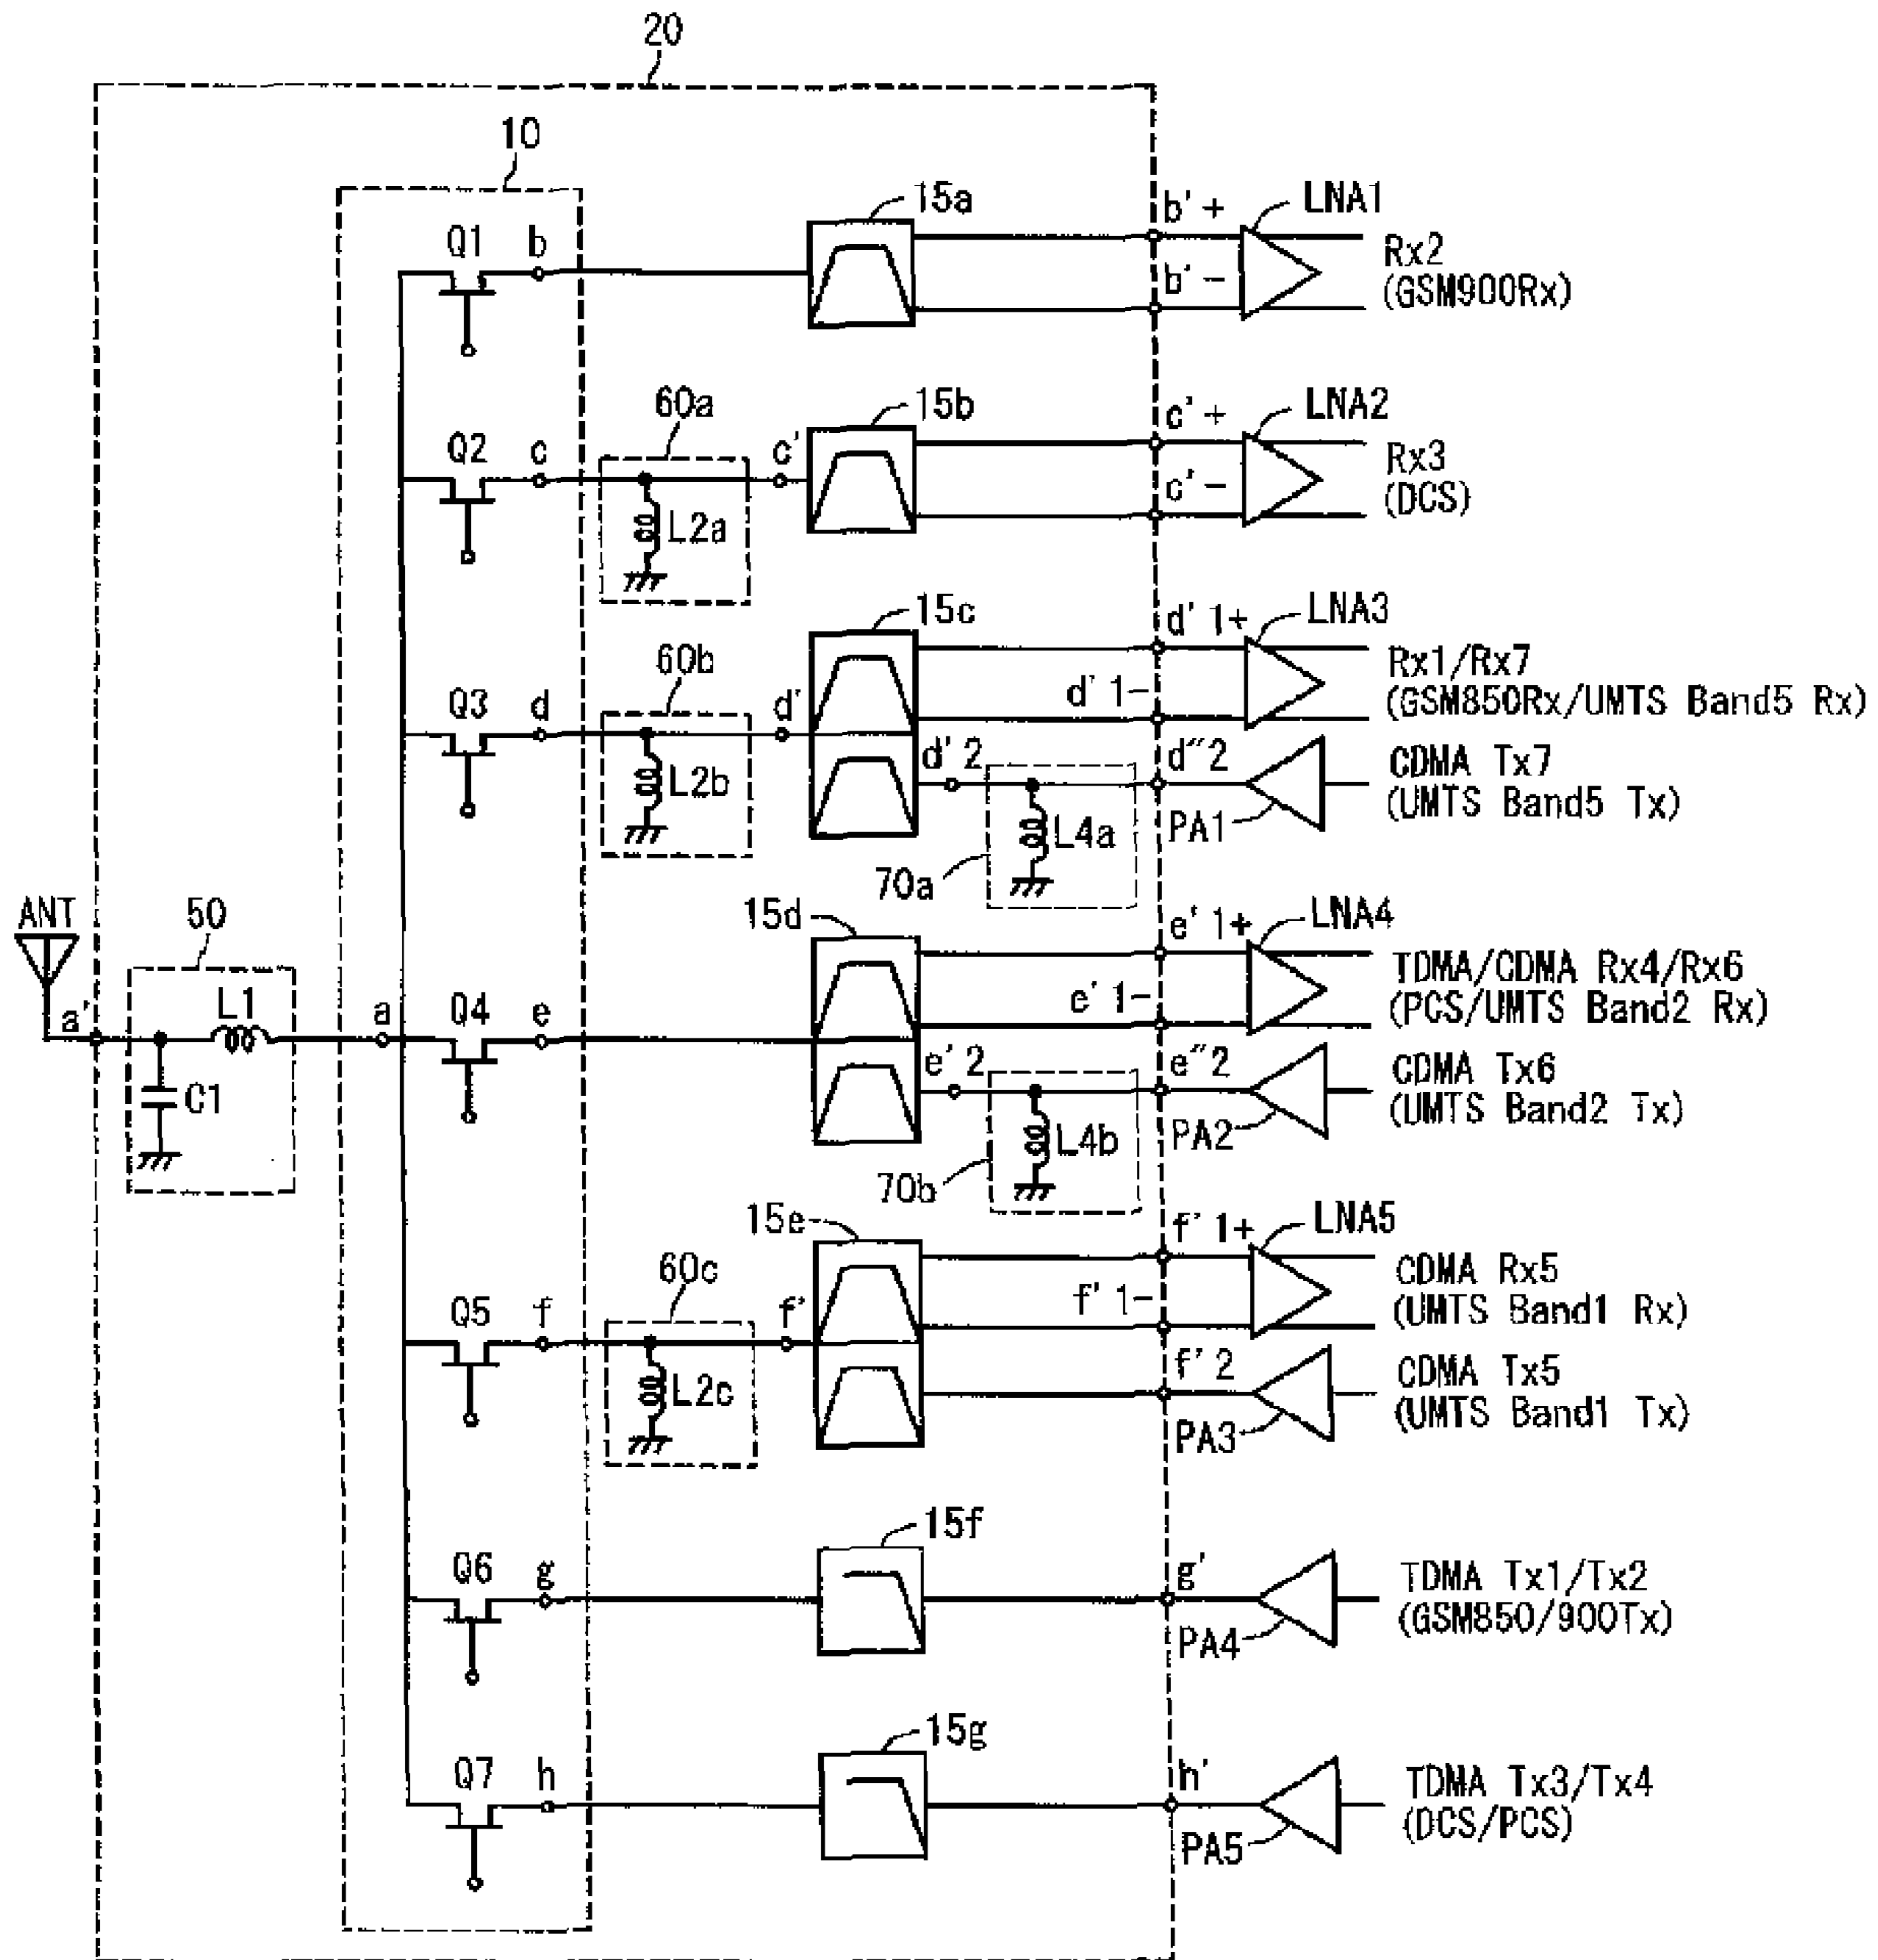 20
10
Q1
b
15a
b'+
b'-
LNA1
Rx2
(GSM900Rx)
Q2
c
60a
L2a
c'
15b
c'+
c'-
LNA2
Rx3
(DCS)
Q3
d
60b
L2b
d'
15c
d'1+
d'1-
LNA3
Rx1/Rx7
(GSM850Rx/UMTS Band5 Rx)
d'2
d"2
L4a
70a
PA1
CDMA Tx7
(UMTS Band5 Tx)
ANT
a'
50
L1
C1
a
Q4
e
15d
e'1+
e'1-
LNA4
TDMA/CDMA Rx4/Rx6
(PCS/UMTS Band2 Rx)
e'2
e"2
L4b
70b
PA2
CDMA Tx6
(UMTS Band2 Tx)
Q5
f
60c
L2c
f'
15e
f'1+
f'1-
LNA5
CDMA Rx5
(UMTS Band1 Rx)
f'2
PA3
CDMA Tx5
(UMTS Band1 Tx)
Q6
g
15f
g'
PA4
TDMA Tx1/Tx2
(GSM850/900Tx)
Q7
h
15g
h'
PA5
TDMA Tx3/Tx4
(DCS/PCS)